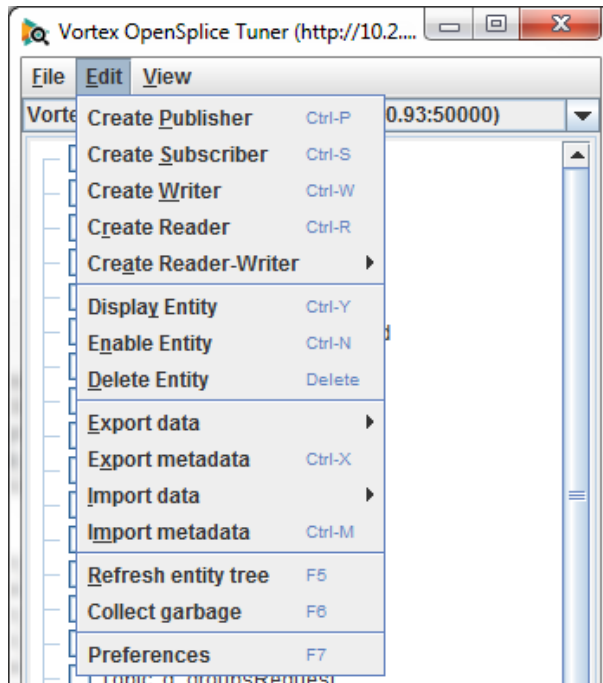 Vortex OpenSplice Tuner (http://10.2....
File Edit View
Vorte 0.93:50000)
Create Publisher Ctrl-P
Create Subscriber Ctrl-S
Create Writer Ctrl-W
Create Reader Ctrl-R
Create Reader-Writer
Display Entity Ctrl-Y
Enable Entity Ctrl-N
Delete Entity Delete
Export data
Export metadata Ctrl-X
Import data
Import metadata Ctrl-M
Refresh entity tree F5
Collect garbage F6
Preferences F7
Topic d_groupsRequest